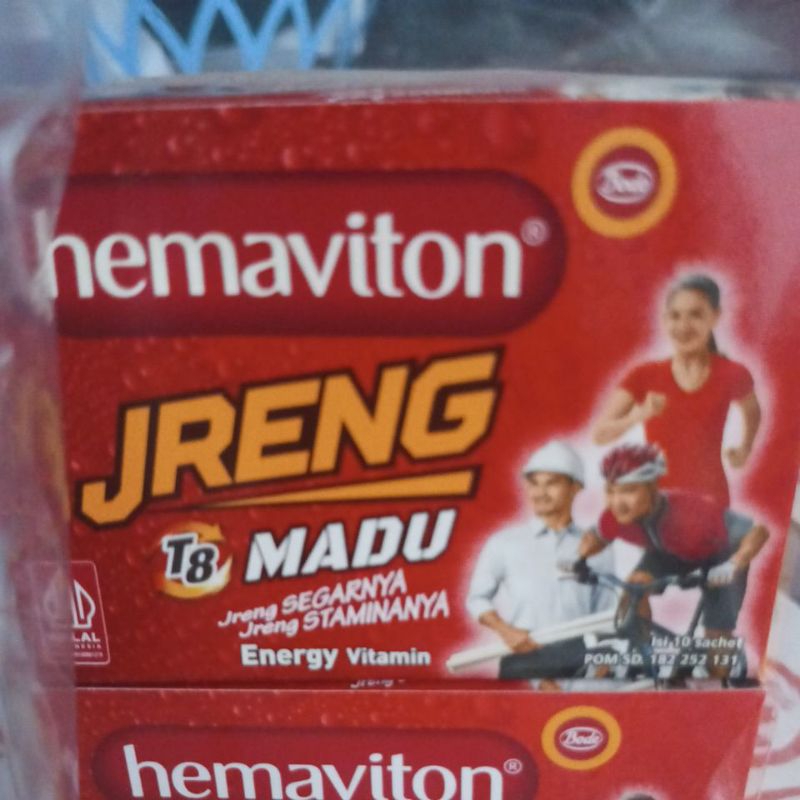 Bode
hemaviton®
JRENG
T8 MADU
Jreng SEGARNYA
Jreng STAMINANYA
Energy Vitamin
Isi 10 sachet
POM SD. 182 252 131
Bode
hemaviton®